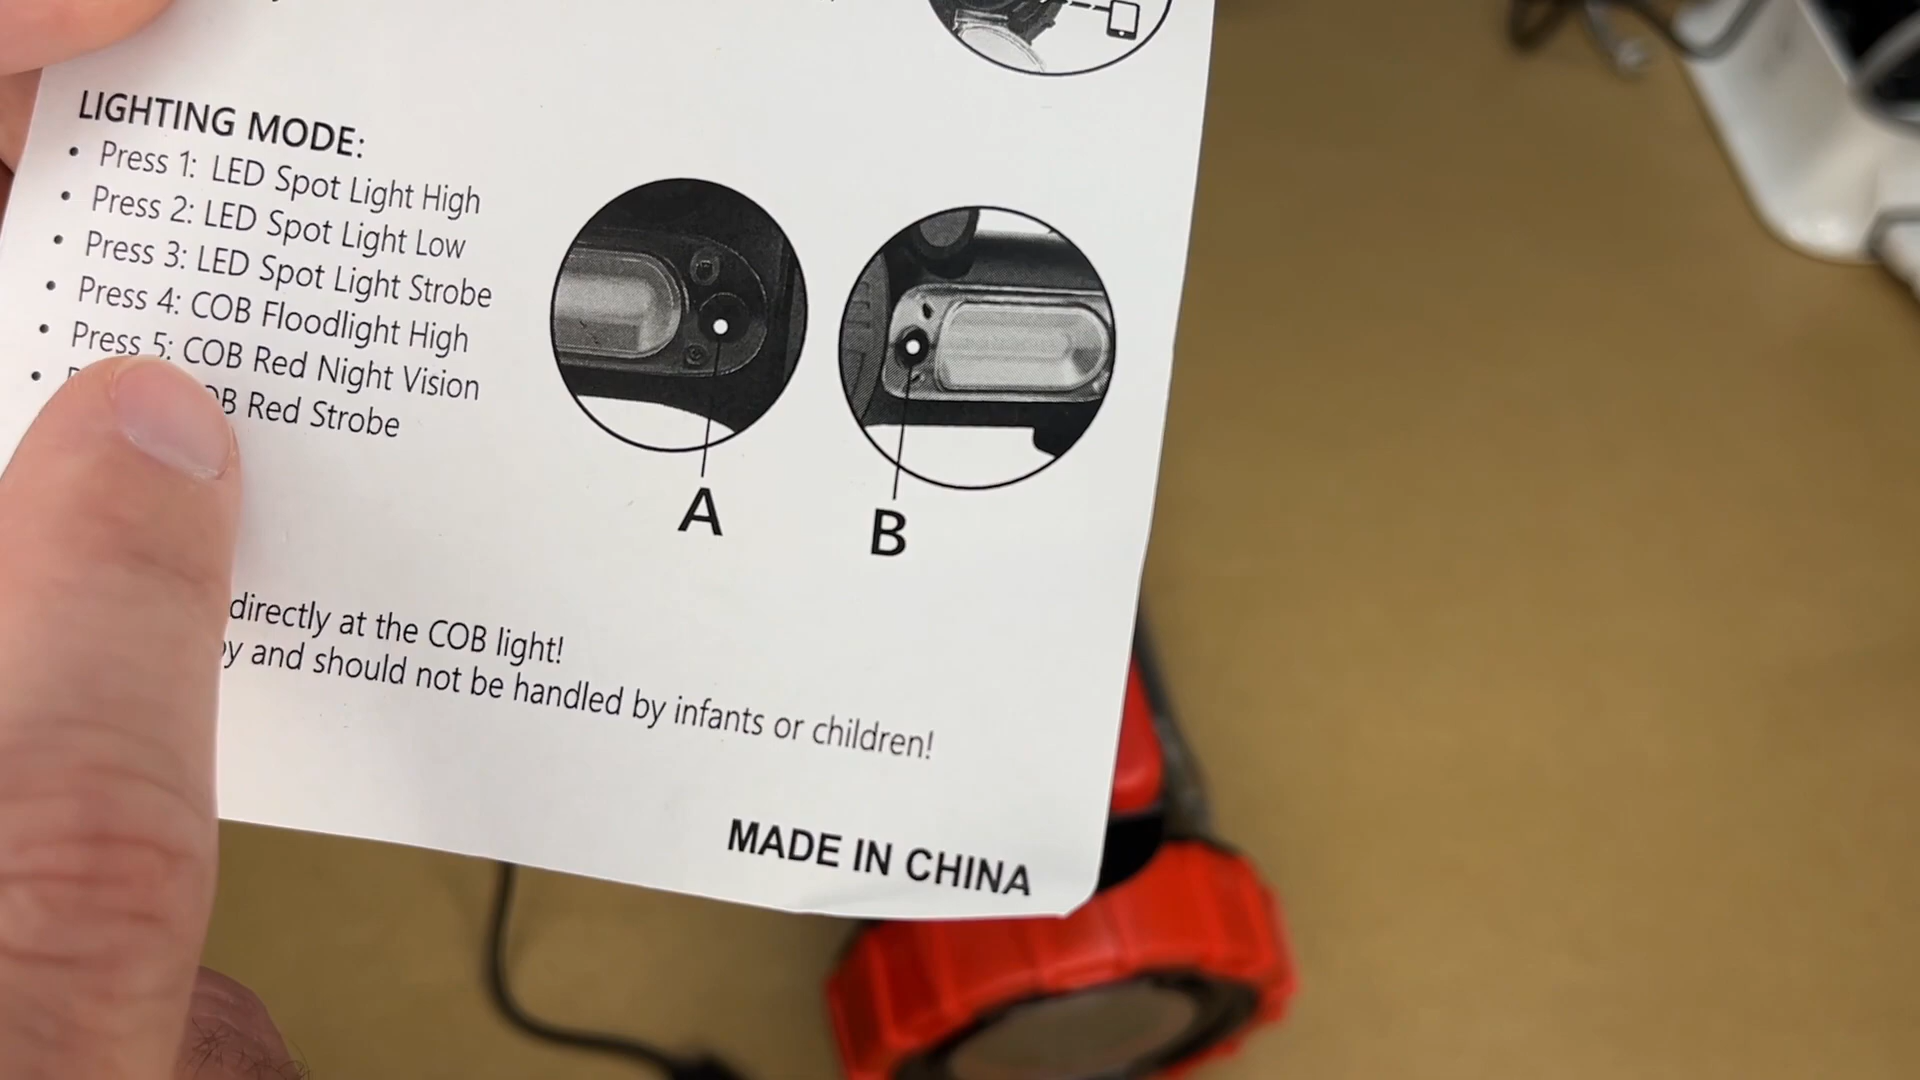 LIGHTING MODE:
• Press 1: LED Spot Light High
• Press 2: LED Spot Light Low
• Press 3: LED Spot Light Strobe
• Press 4: COB Floodlight High
• Press 5: COB Red Night Vision
• Red Strobe
A
B
directly at the COB light!
and should not be handled by infants or children!
MADE IN CHINA